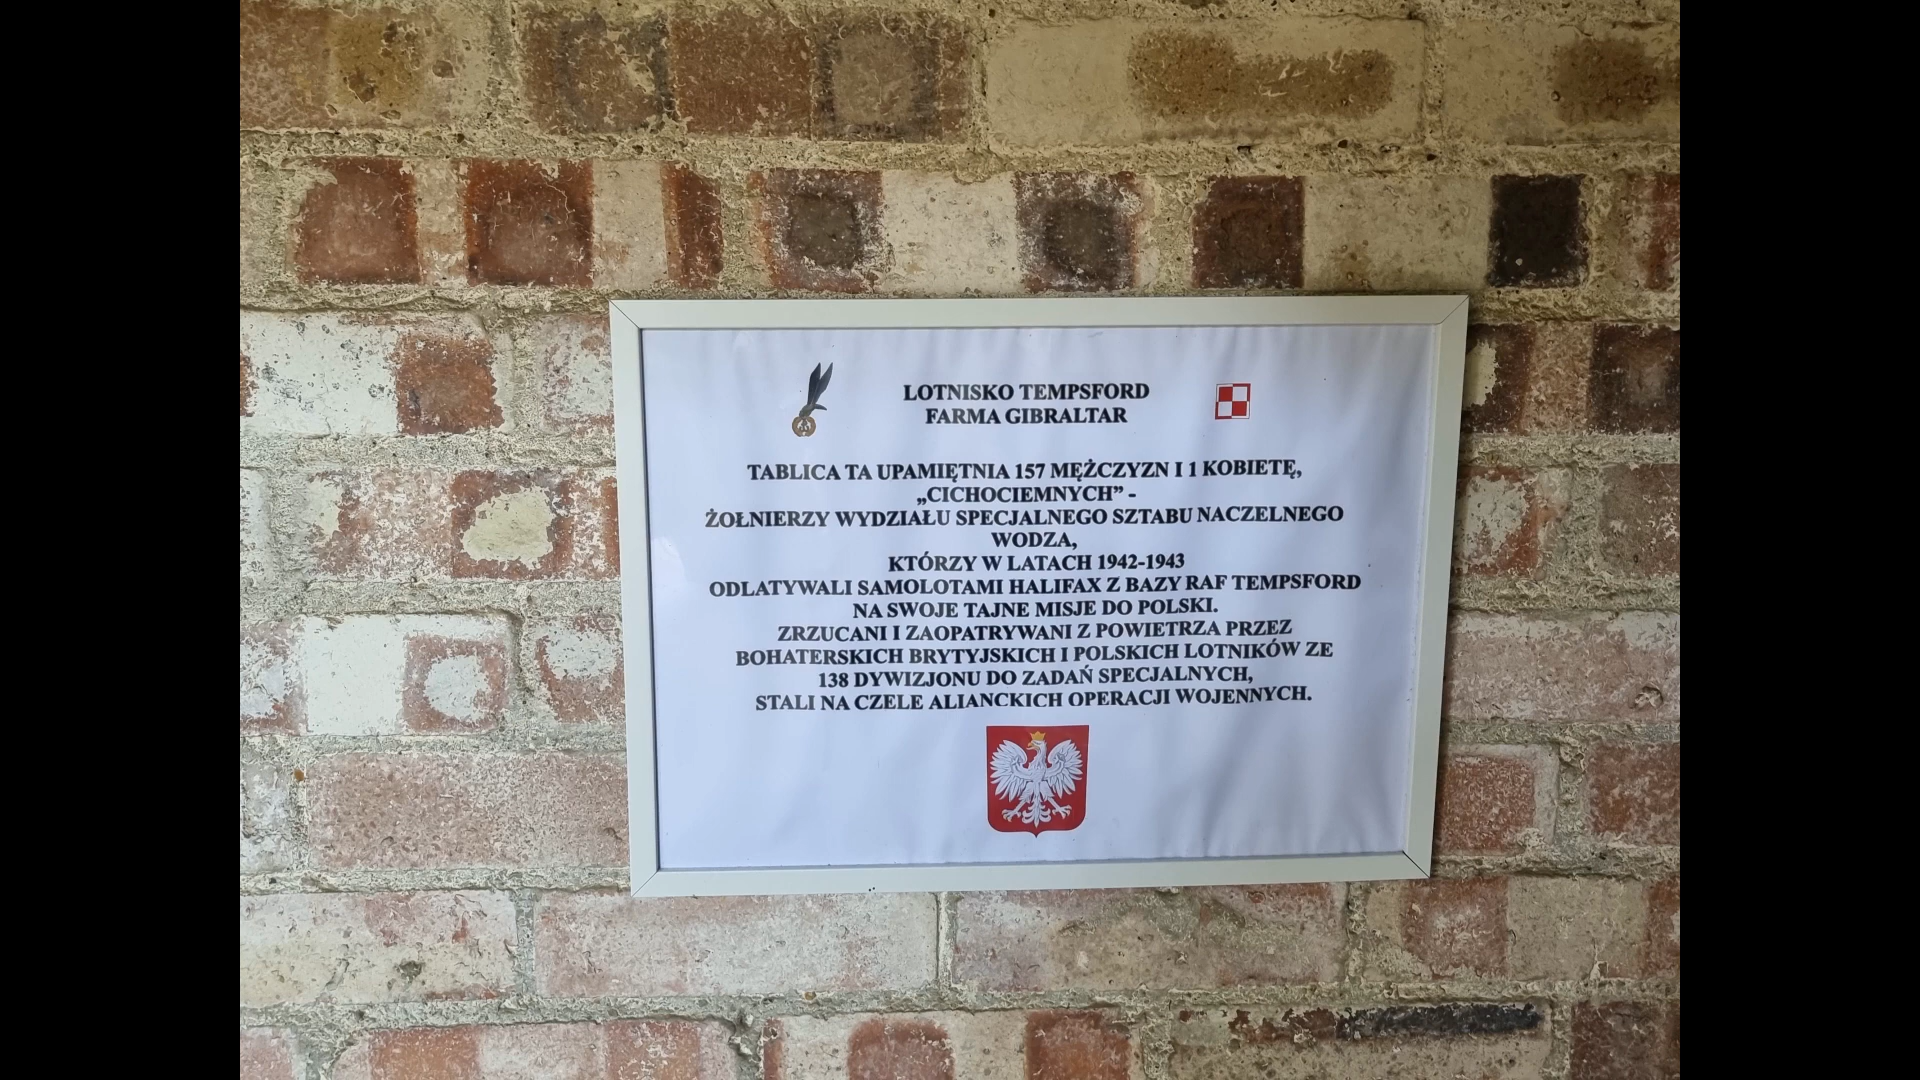 LOTNISKO TEMPSFORD
FARMA GIBRALTAR
TABLICA TA UPAMIĘTNIA 157 MĘŻCZYZN I 1 KOBIETĘ,
„CICHOCIEMNYCH” -
ŻOŁNIERZY WYDZIAŁU SPECJALNEGO SZTABU NACZELNEGO
WODZA,
KTÓRZY W LATACH 1942-1943
ODLATYWALI SAMOLOTAMI HALIFAX Z BAZY RAF TEMPSFORD
NA SWOJE TAJNE MISJE DO POLSKI.
ZRZUCANI I ZAOPATRYWANI Z POWIETRZA PRZEZ
BOHATERSKICH BRYTYJSKICH I POLSKICH LOTNIKÓW ZE
138 DYWIZJONU DO ZADAŃ SPECJALNYCH,
STALI NA CZELE ALIANCKICH OPERACJI WOJENNYCH.